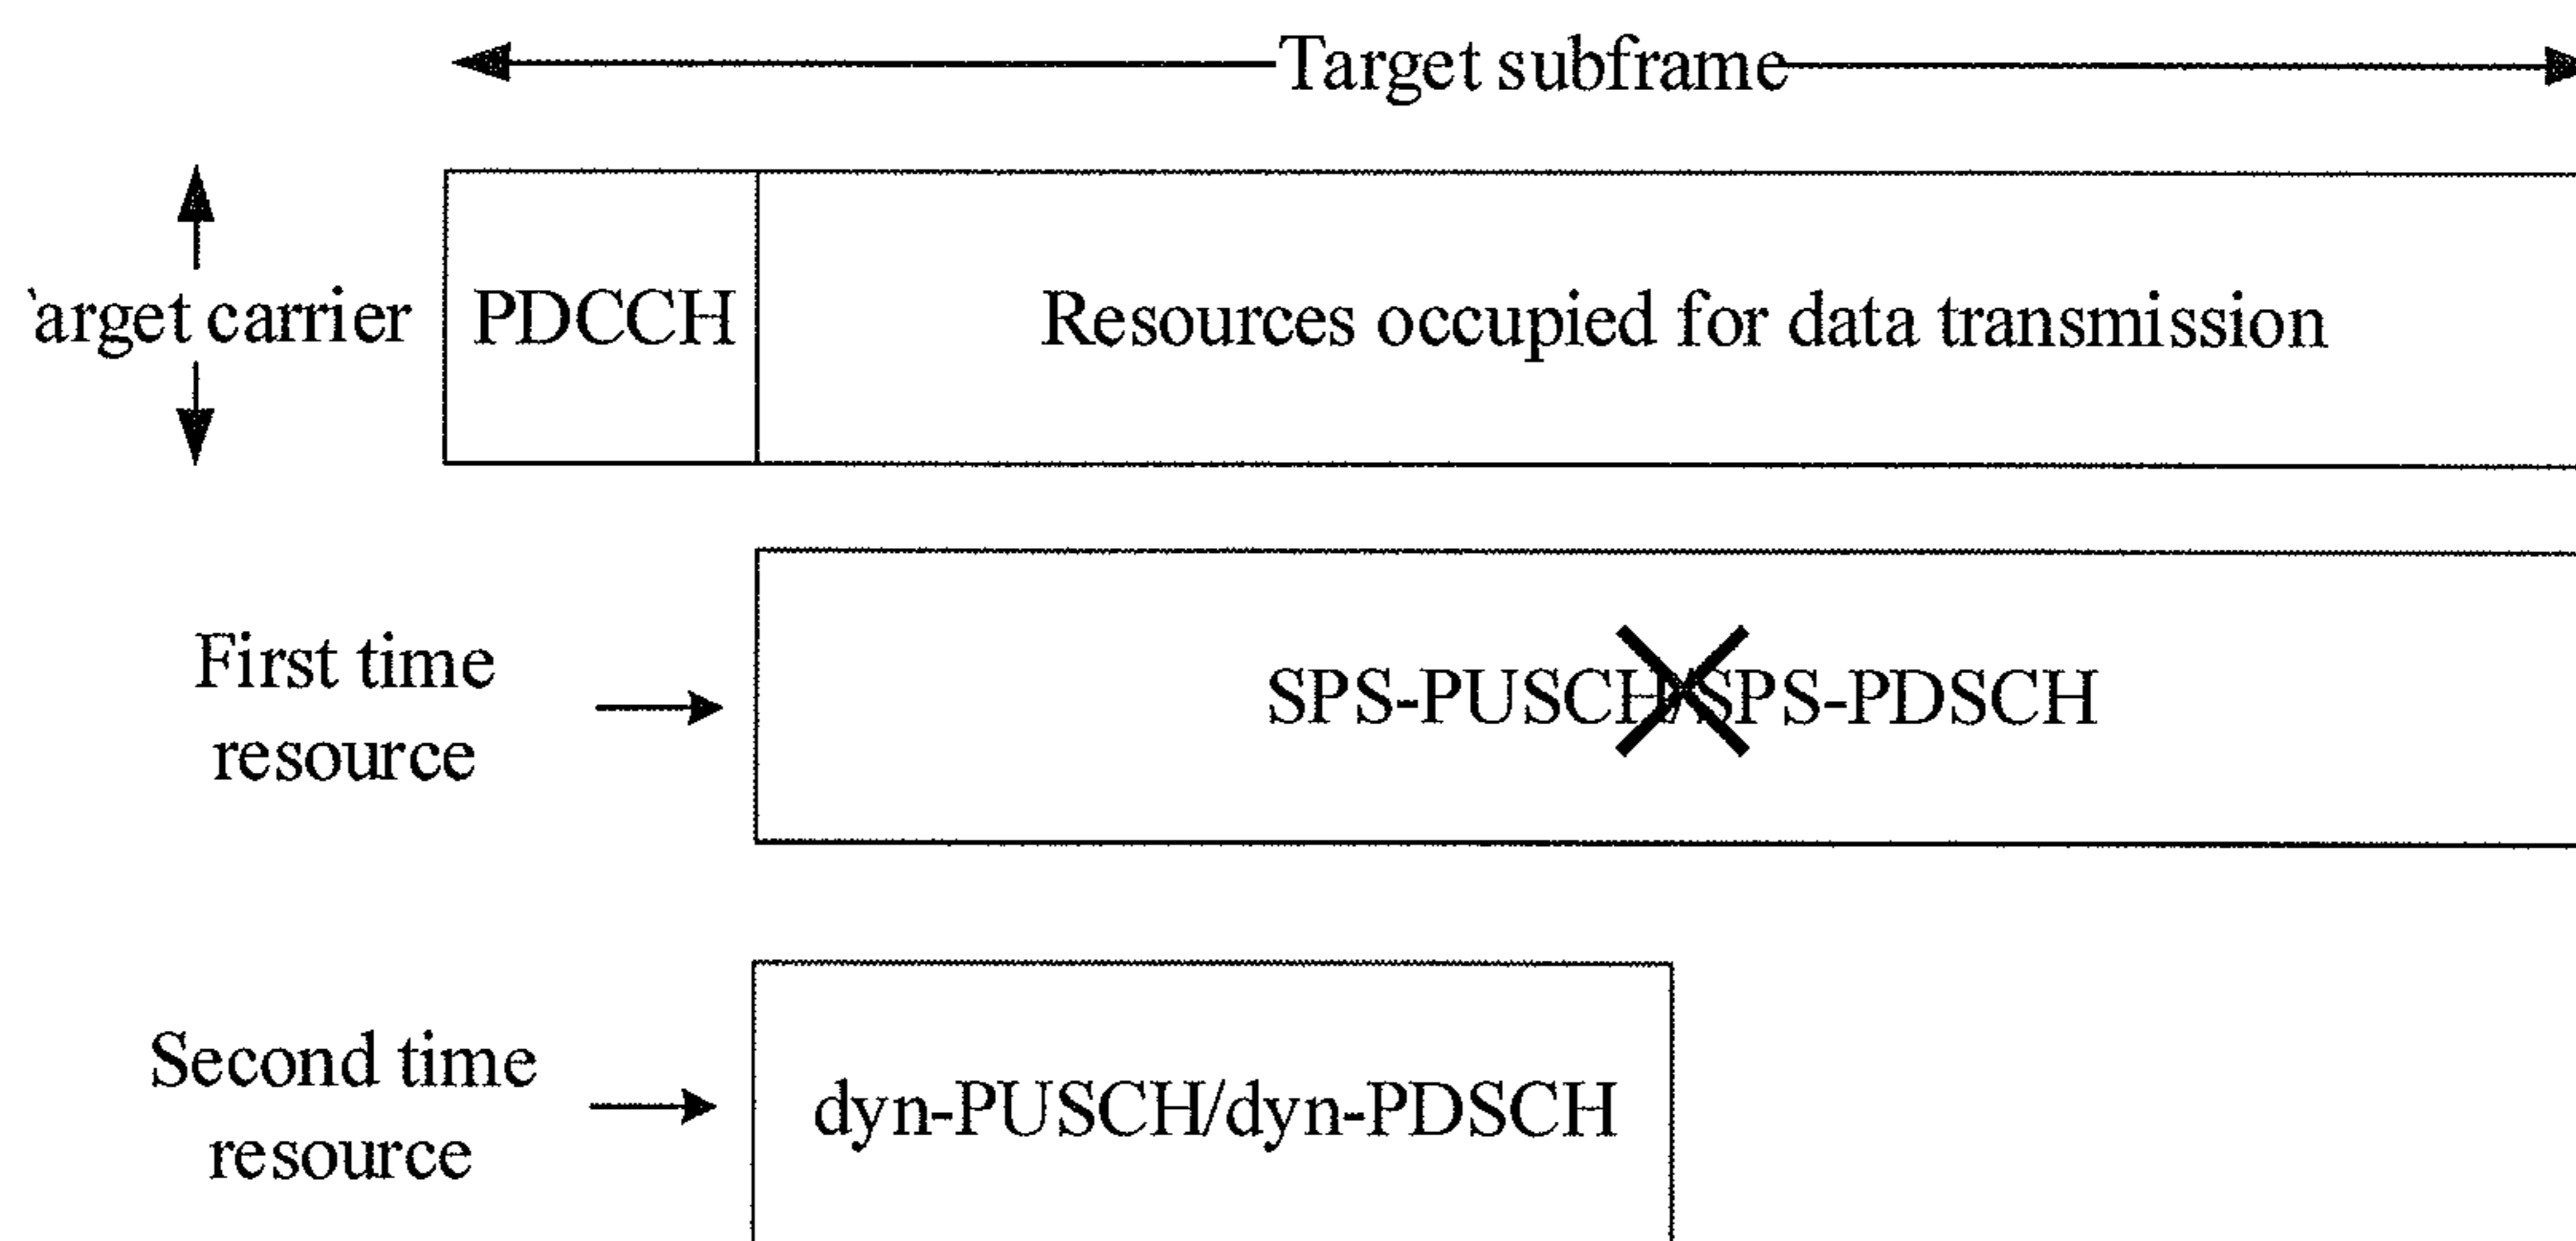 Target subframe
arget carrier
PDCCH
Resources occupied for data transmission
First time
resource
SPS-PUSCH/SPS-PDSCH
Second time
resource
dyn-PUSCH/dyn-PDSCH